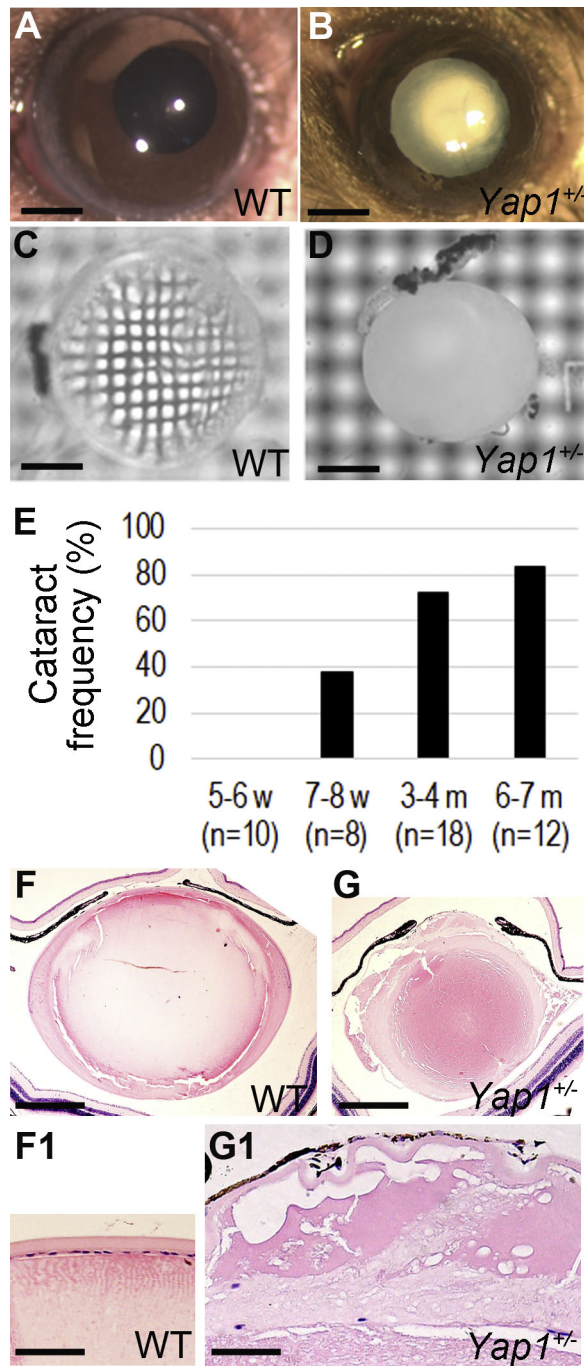 A
WT
B
Yap1+/-
C
WT
D
Yap1+/-
E
Cataract
frequency (%)
100
80
60
40
20
0
5-6 w 7-8 w 3-4 m 6-7 m
(n=10) (n=8) (n=18) (n=12)
F
WT
G
Yap1+/-
F1
WT
G1
Yap1+/-